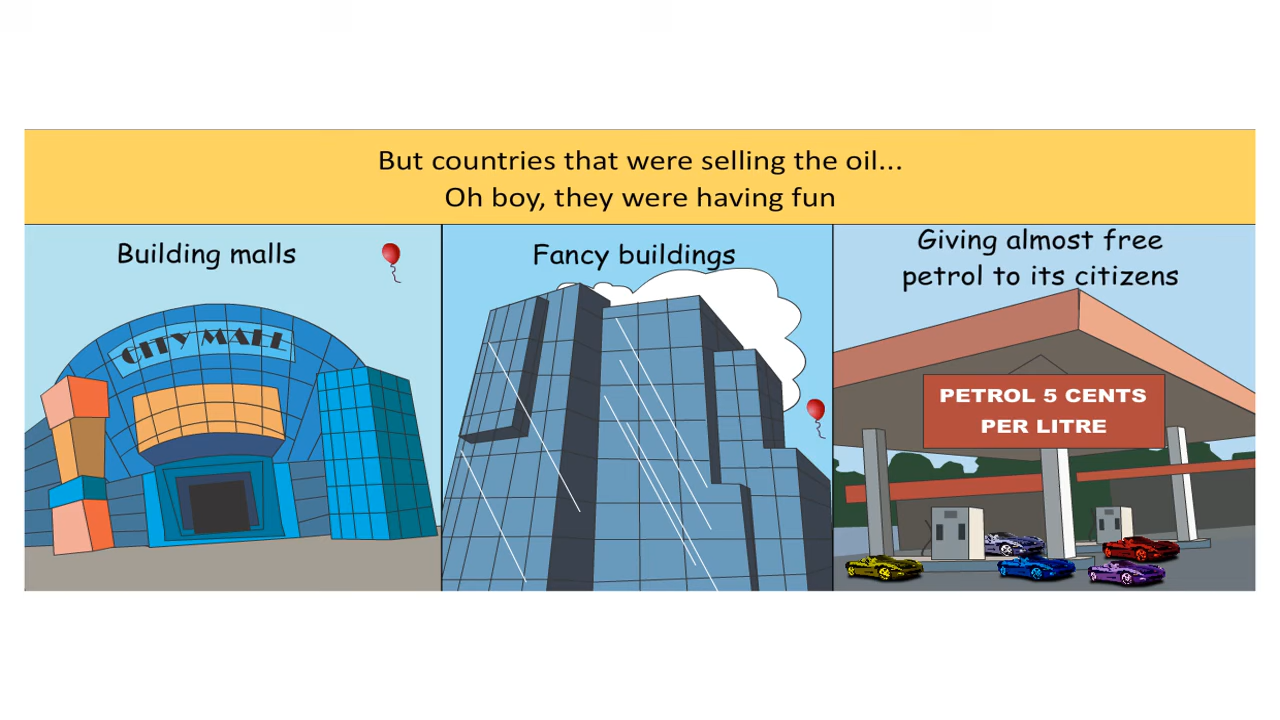 But countries that were selling the oil...
Oh boy, they were having fun
Building malls
CITY MALL
Fancy buildings
Giving almost free
petrol to its citizens
PETROL 5 CENTS
PER LITRE